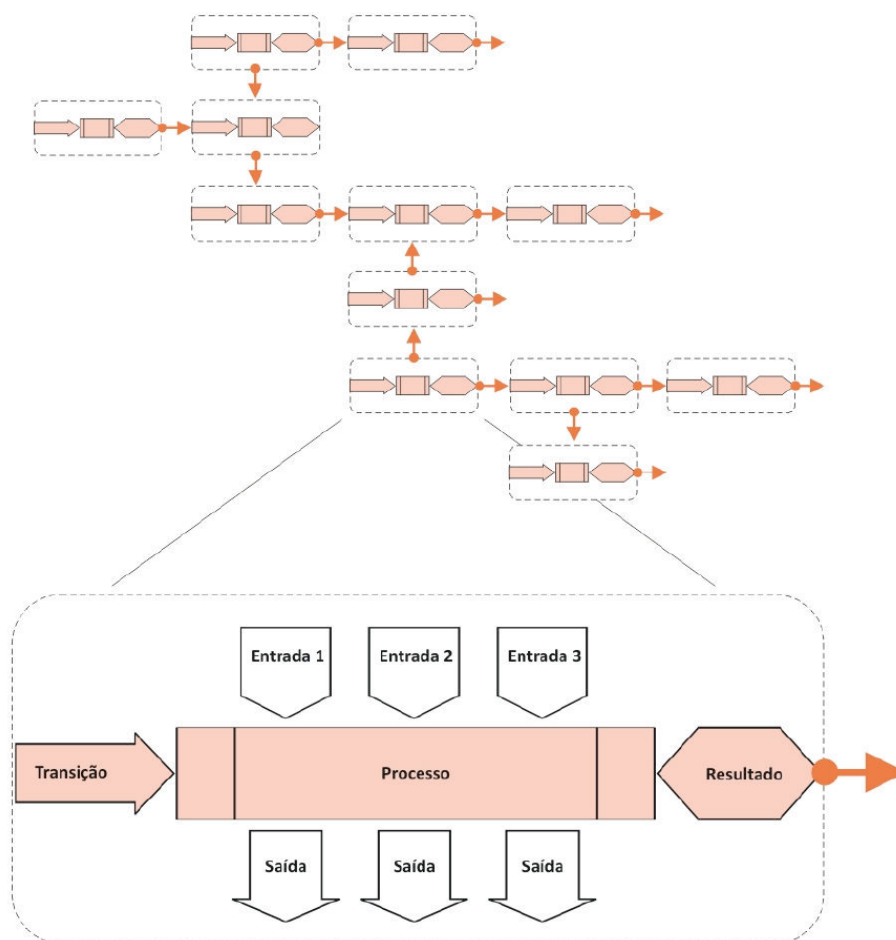 Entrada 1
Entrada 2
Entrada 3
Transição
Processo
Resultado
Saída
Saída
Saída